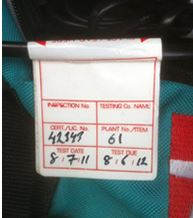 INSPECTION No. TESTING Co. NAME
CERT./LIC. No. PLANT No./ITEM
42347 61
TEST DATE TEST DUE
8.7.11 8.6.12